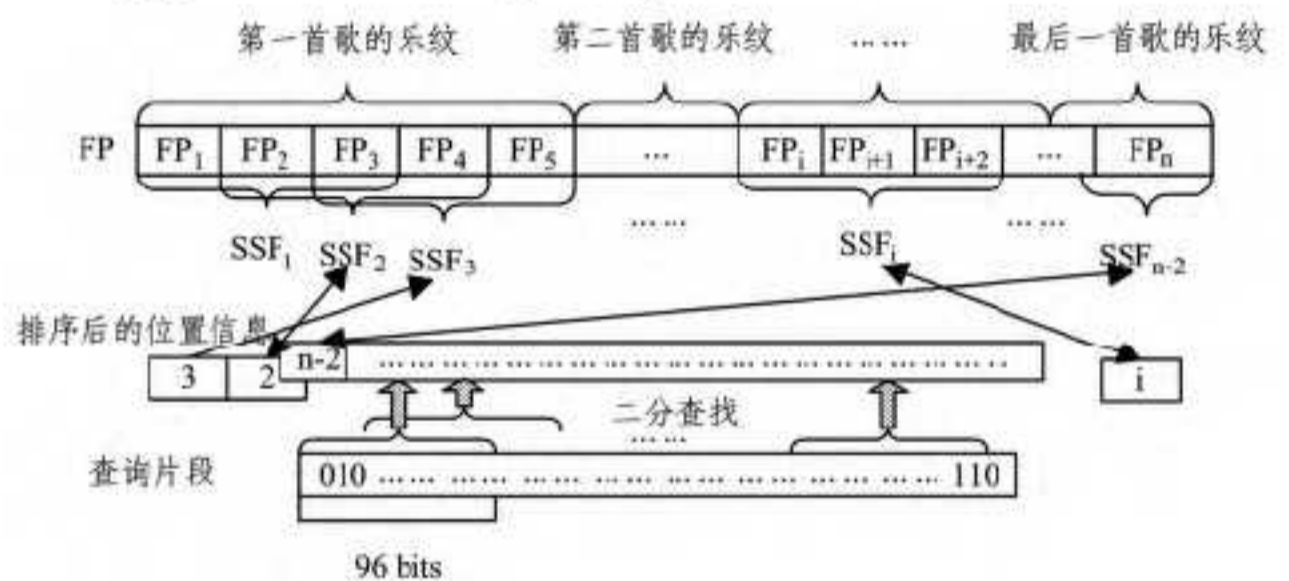 第一首歌的乐纹 第二首歌的乐纹 ... ... 最后一首歌的乐纹
FP FP₁ FP₂ FP₃ FP₄ FP₅ ... FPᵢ FPᵢ₊₁ FPᵢ₊₂ ... FPₙ
... ... ... ...
SSF₁ SSF₂ SSF₃ SSFᵢ SSFₙ₋₂
排序后的位置信息
3 2 n-2 ... ... ... ... ... ... ... ... ... ... ... ... ... ... ... ... ... .. i
二分查找
... ...
查询片段 010 ... ... ... ... ... ... ... ... ... ... ... ... ... ... ... 110
96 bits